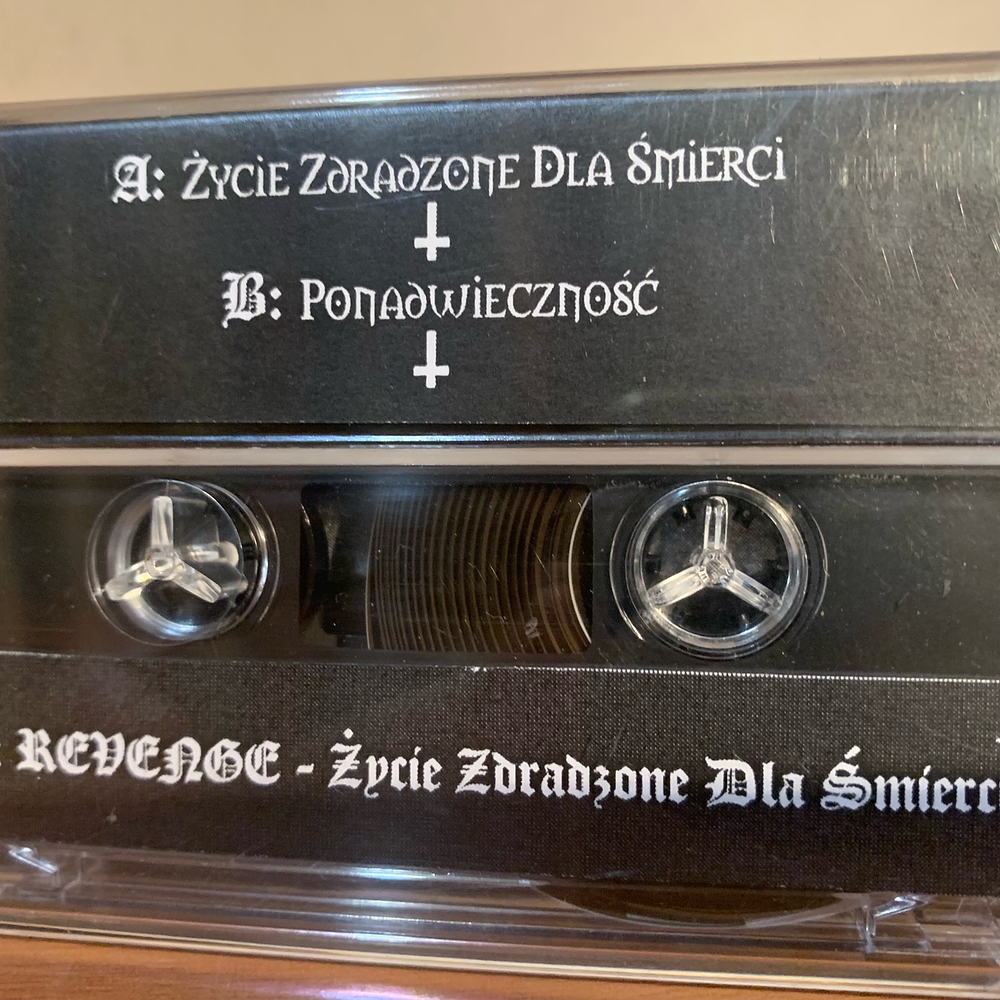 A: Życie Zdradzone Dla Śmierci
B: Ponadwieczność
REVENGE - Życie Zdradzone Dla Śmierc